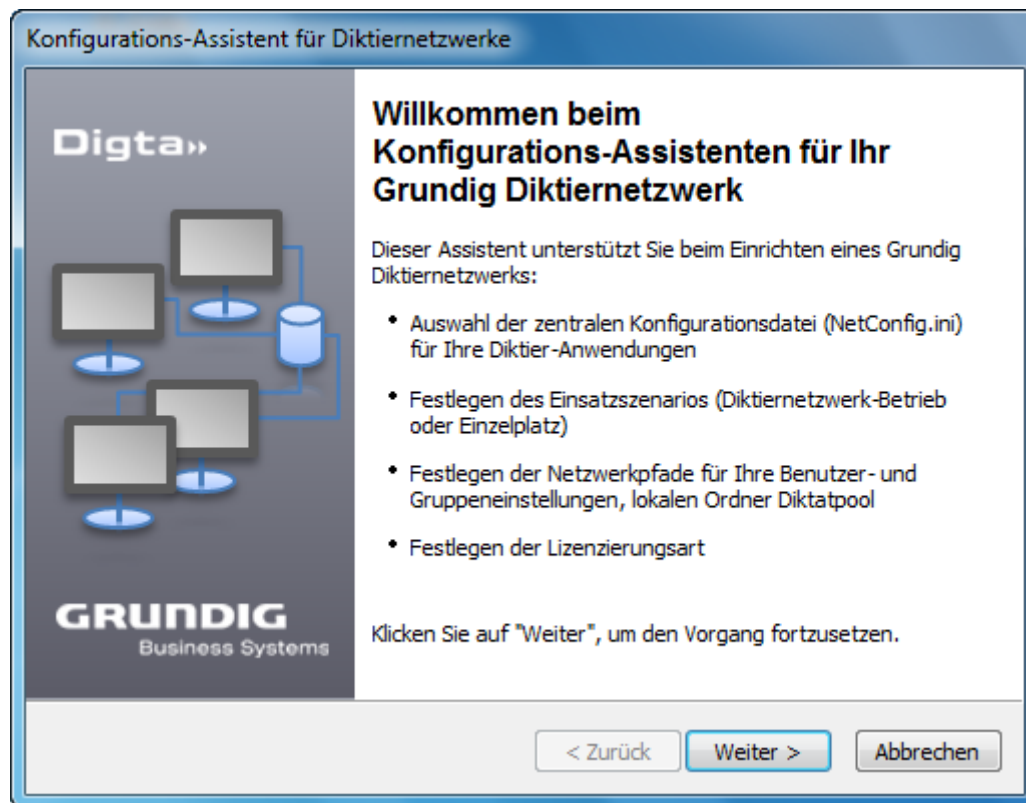 Konfigurations-Assistent für Diktiernetzwerke
Digta»
Willkommen beim
Konfigurations-Assistenten für Ihr
Grundig Diktiernetzwerk
Dieser Assistent unterstützt Sie beim Einrichten eines Grundig
Diktiernetzwerks:
• Auswahl der zentralen Konfigurationsdatei (NetConfig.ini)
für Ihre Diktier-Anwendungen
• Festlegen des Einsatzszenarios (Diktiernetzwerk-Betrieb
oder Einzelplatz)
• Festlegen der Netzwerkpfade für Ihre Benutzer- und
Gruppeneinstellungen, lokalen Ordner Diktatpool
• Festlegen der Lizenzierungsart
GRUNDIG
Business Systems
Klicken Sie auf "Weiter", um den Vorgang fortzusetzen.
< Zurück
Weiter >
Abbrechen